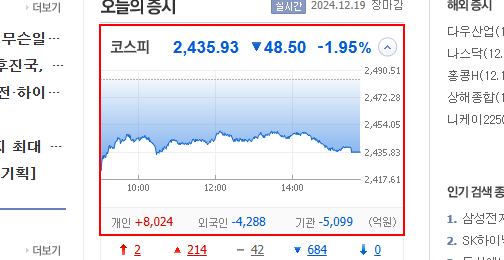 더보기
무슨일 ...
후진국, ...
전·하이 ...
최대 ...
기획]
더보기
오늘의 증시
실시간 2024.12.19 장마감
코스피 2,435.93 ▼48.50 -1.95%
2,490.51
2,472.28
2,454.05
2,435.83
2,417.61
10:00 12:00 14:00
개인 +8,024 외국인 -4,288 기관 -5,099 (억원)
↑ 2 ▲ 214 − 42 ▼ 684 ↓ 0
해외 증시
다우산업(1
나스닥(12.
홍콩H(12.1
상해종합(1
니케이225(
인기 검색 종
1. 삼성전자
2. SK하이닉